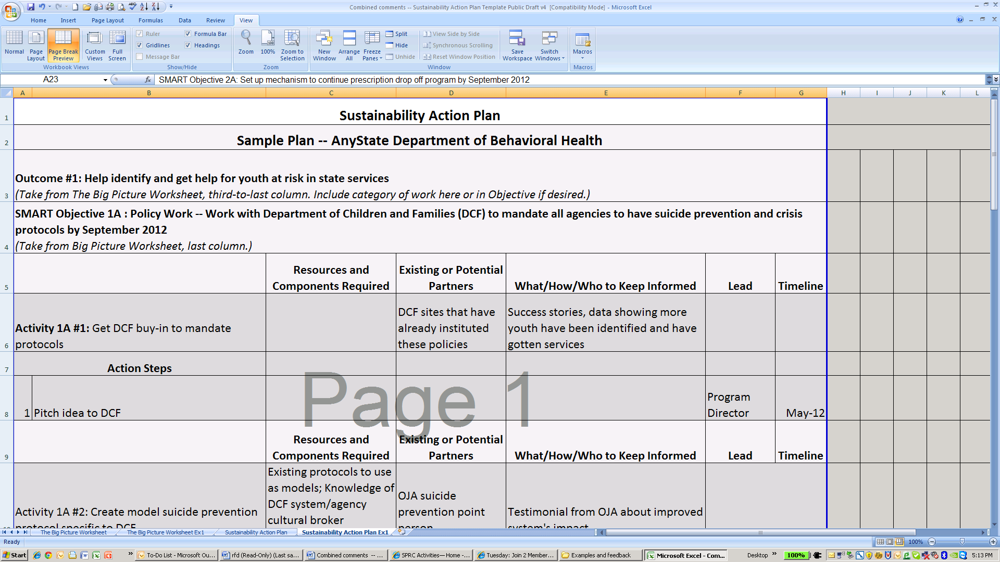 Combined comments -- Sustainability Action Plan Template Public Draft v4  [Compatibility Mode] - Microsoft Excel
Home Insert Page Layout Formulas Data Review View
Normal Page Layout Page Break Preview Custom Views Full Screen
Workbook Views
Ruler Formula Bar
Gridlines Headings
Message Bar
Show/Hide
Zoom 100% Zoom to Selection
Zoom
New Window Arrange All Freeze Panes
Split
Hide
Unhide
View Side by Side
Synchronous Scrolling
Reset Window Position
Save Workspace Switch Windows
Window
Macros
Macros
A23 fx SMART Objective 2A: Set up mechanism to continue prescription drop off program by September 2012
A B C D E F G H I J K L
1 Sustainability Action Plan
2 Sample Plan -- AnyState Department of Behavioral Health
Outcome #1: Help identify and get help for youth at risk in state services
3 (Take from The Big Picture Worksheet, third-to-last column. Include category of work here or in Objective if desired.)
SMART Objective 1A : Policy Work -- Work with Department of Children and Families (DCF) to mandate all agencies to have suicide prevention and crisis
protocols by September 2012
4 (Take from Big Picture Worksheet, last column.)
5
Resources and
Components Required
Existing or Potential
Partners
What/How/Who to Keep Informed
Lead
Timeline
6
Activity 1A #1: Get DCF buy-in to mandate
protocols
DCF sites that have
already instituted
these policies
Success stories, data showing more
youth have been identified and have
gotten services
7 Action Steps
Page 1
8 1 Pitch idea to DCF
Program
Director
May-12
9
Resources and
Components Required
Existing or Potential
Partners
What/How/Who to Keep Informed
Lead
Timeline
Activity 1A #2: Create model suicide prevention
protocol specific to DCF
Existing protocols to use
as models; Knowledge of
DCF system/agency
cultural broker
OJA suicide
prevention point
person
Testimonial from OJA about improved
system's impact
The Big Picture Worksheet The Big Picture Worksheet Ex1 Sustainability Action Plan Sustainability Action Plan Ex1
Ready 100%
Start To-Do List - Microsoft Ou... rfd (Read-Only) (Last sa... Combined comments -- ... SPRC Activities— Home -... Tuesday: Join 2 Member... Examples and feedback Microsoft Excel - Com... Desktop 100% 5:13 PM